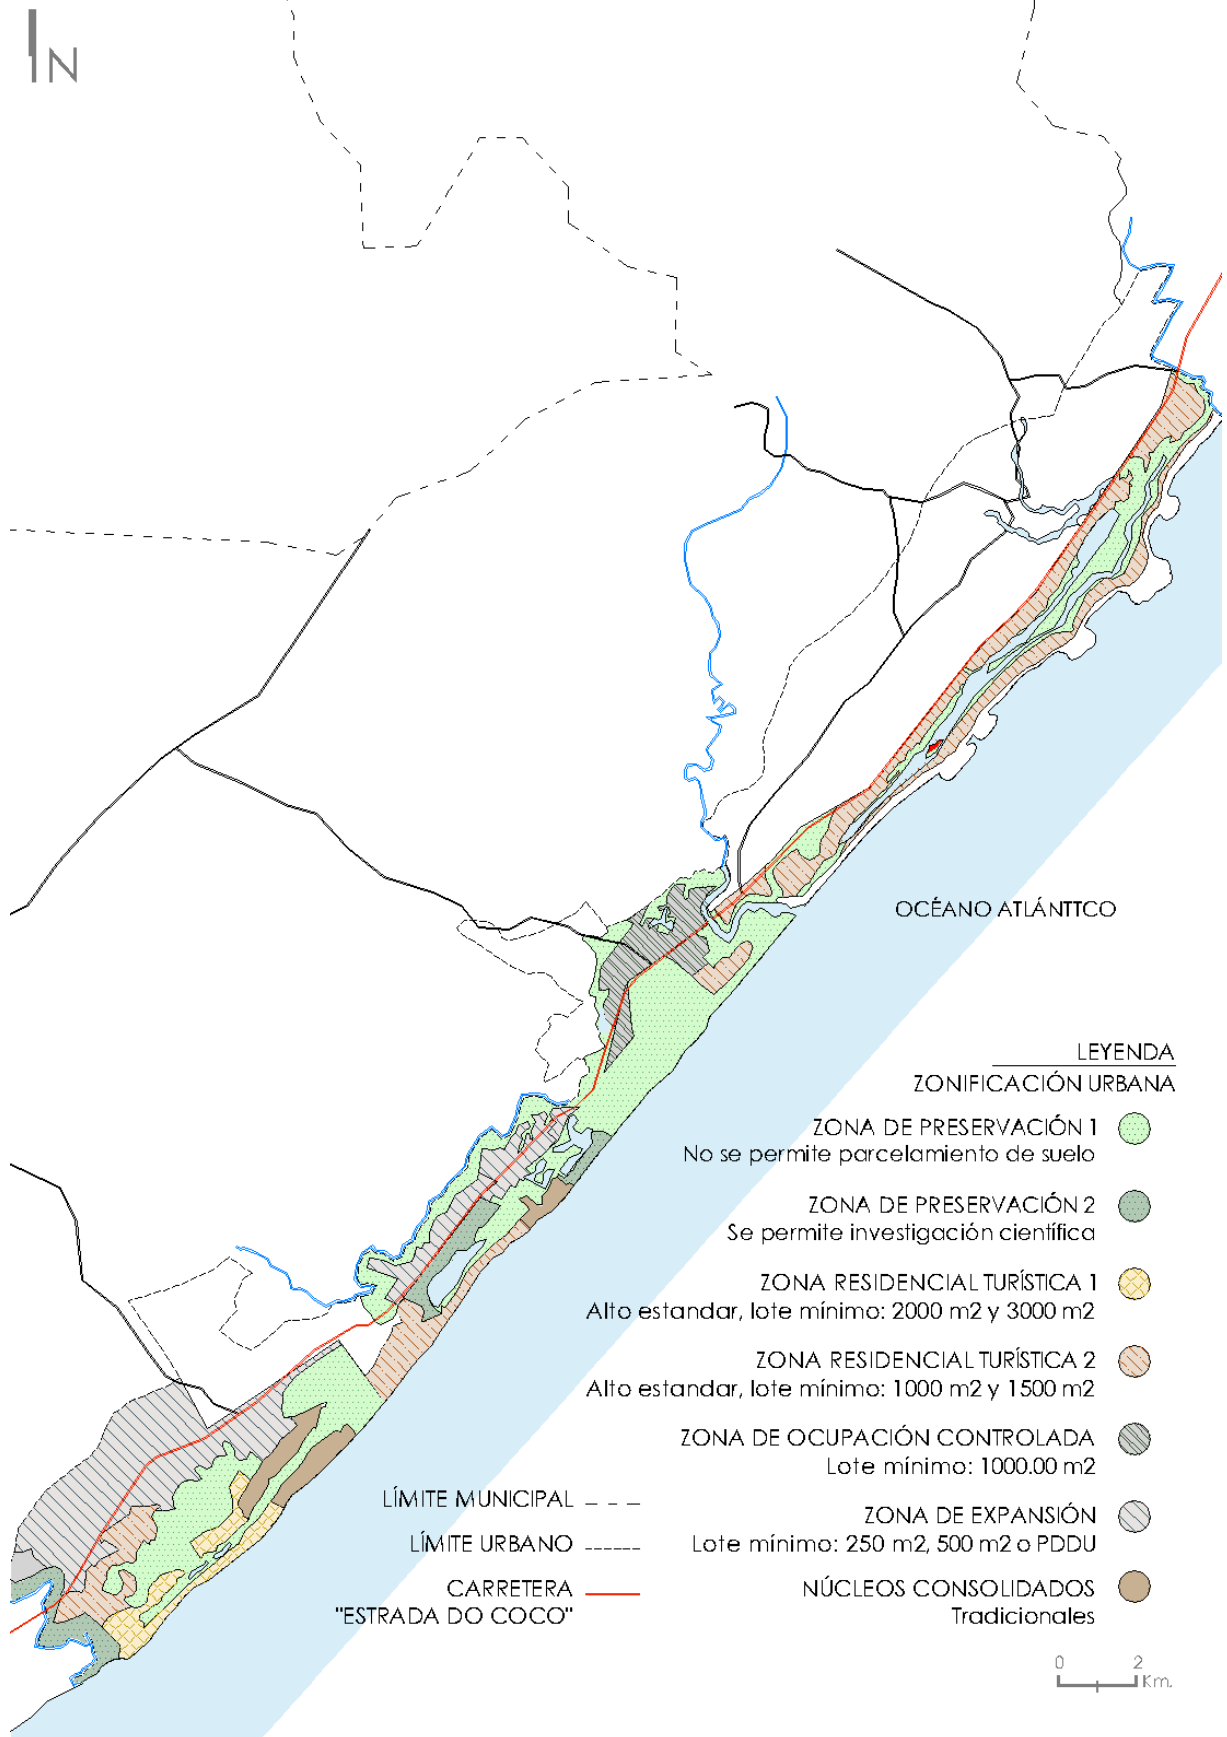 N
OCÉANO ATLÁNTTCO
LEYENDA
ZONIFICACIÓN URBANA
ZONA DE PRESERVACIÓN 1
No se permite parcelamiento de suelo
ZONA DE PRESERVACIÓN 2
Se permite investigación científica
ZONA RESIDENCIAL TURÍSTICA 1
Alto estandar, lote mínimo: 2000 m2 y 3000 m2
ZONA RESIDENCIAL TURÍSTICA 2
Alto estandar, lote mínimo: 1000 m2 y 1500 m2
ZONA DE OCUPACIÓN CONTROLADA
Lote mínimo: 1000.00 m2
ZONA DE EXPANSIÓN
Lote mínimo: 250 m2, 500 m2 o PDDU
NÚCLEOS CONSOLIDADOS
Tradicionales
LÍMITE MUNICIPAL
LÍMITE URBANO
CARRETERA
"ESTRADA DO COCO"
0 2
Km.